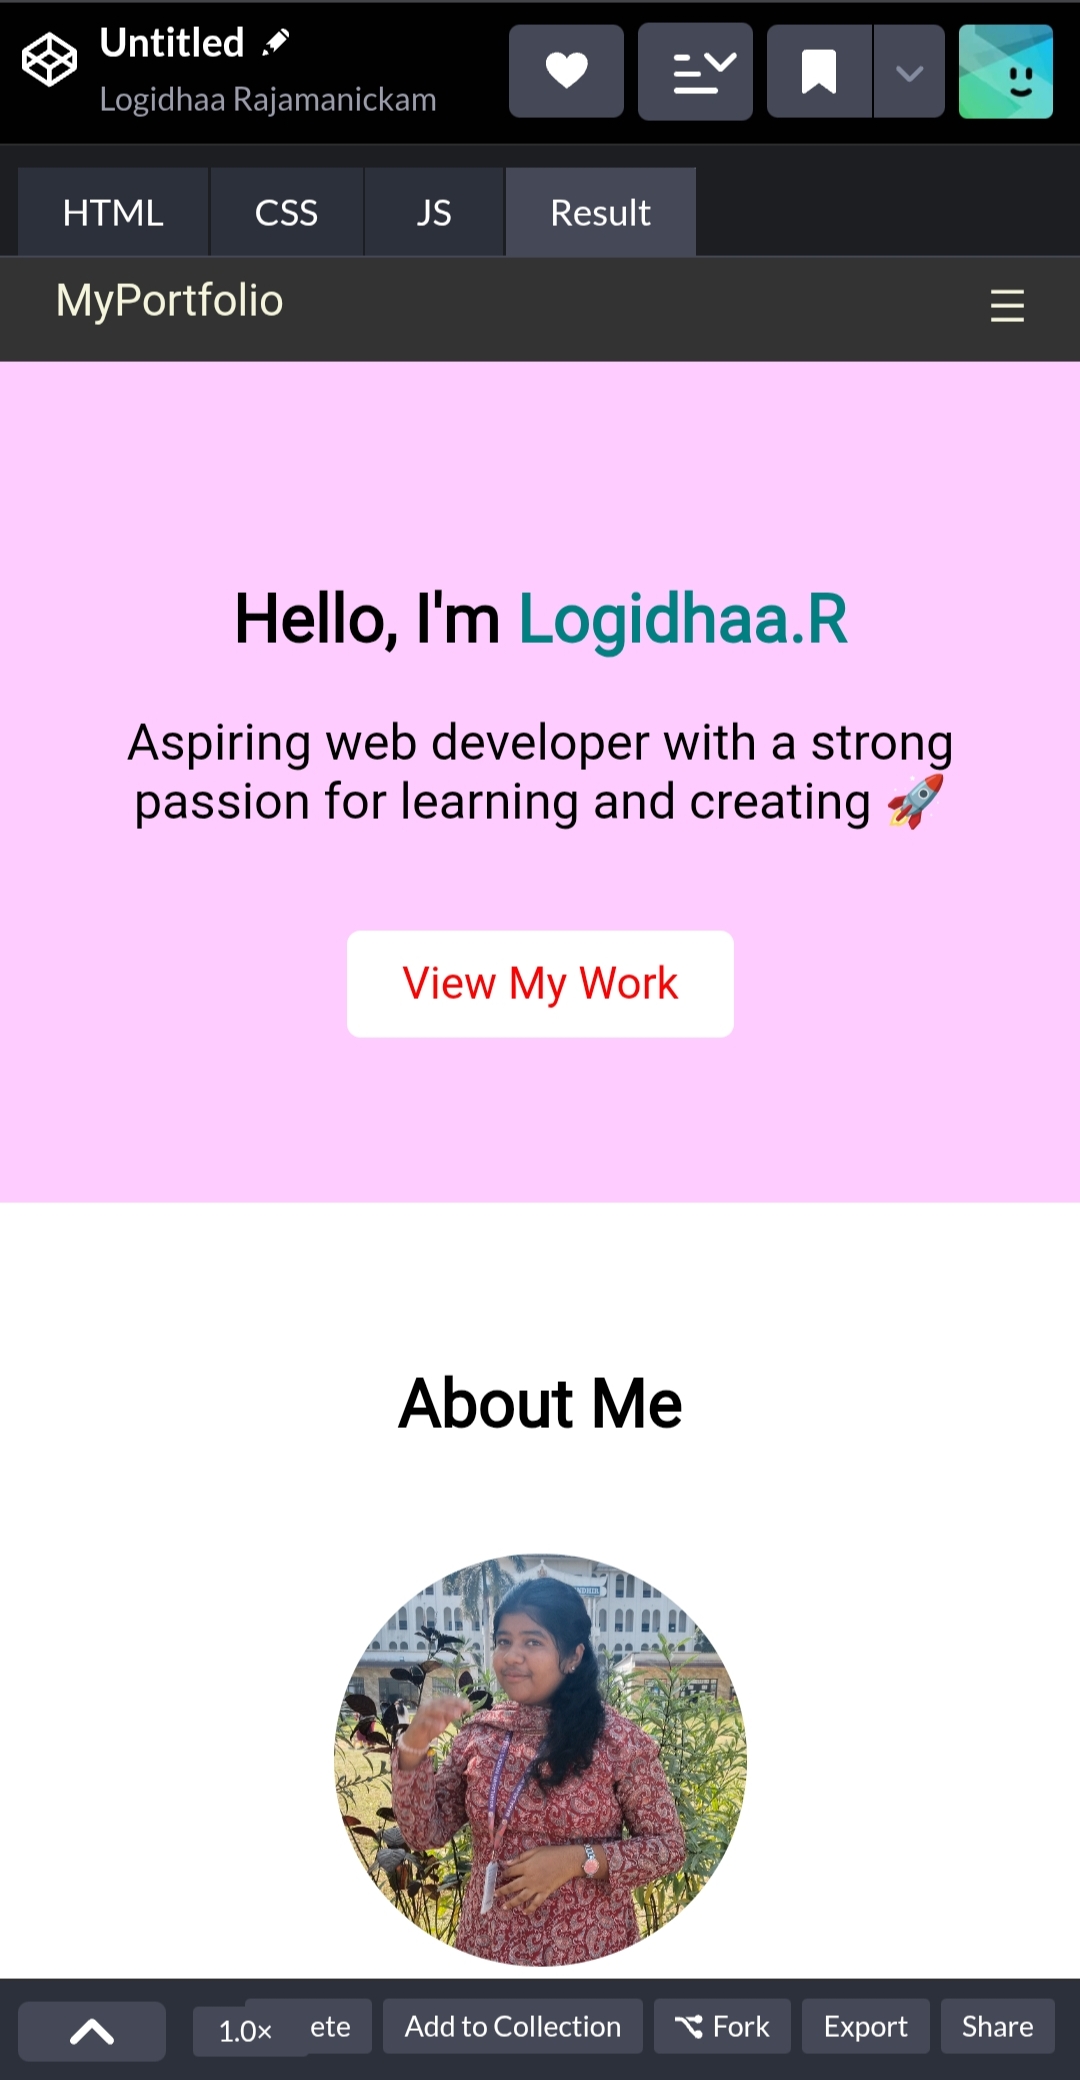 Untitled
Logidhaa Rajamanickam
HTML CSS JS Result
MyPortfolio
Hello, I'm Logidhaa.R
Aspiring web developer with a strong
passion for learning and creating 🚀
View My Work
About Me
1.0× ete Add to Collection Fork Export Share